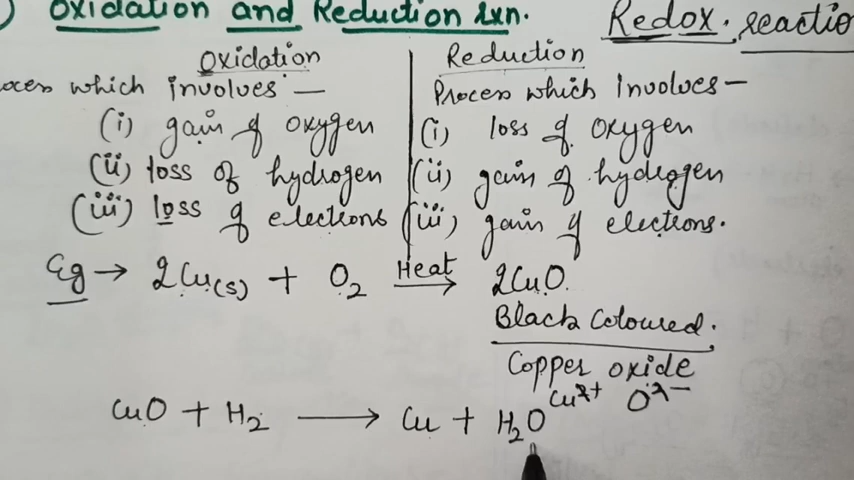 ) Oxidation and Reduction rxn.
Redox. reactio
Oxidation
ocess which involves —
(i) gain of oxygen
(ii) loss of hydrogen
(iii) loss of electrons
Reduction
Process which involves —
(i) loss of oxygen
(ii) gain of hydrogen
(iii) gain of electrons.
Eg → 2Cu(s) + O2 Heat→ 2CuO.
Black Coloured.
Copper oxide
Cu2+ O2−
CuO + H2 ⟶ Cu + H2O